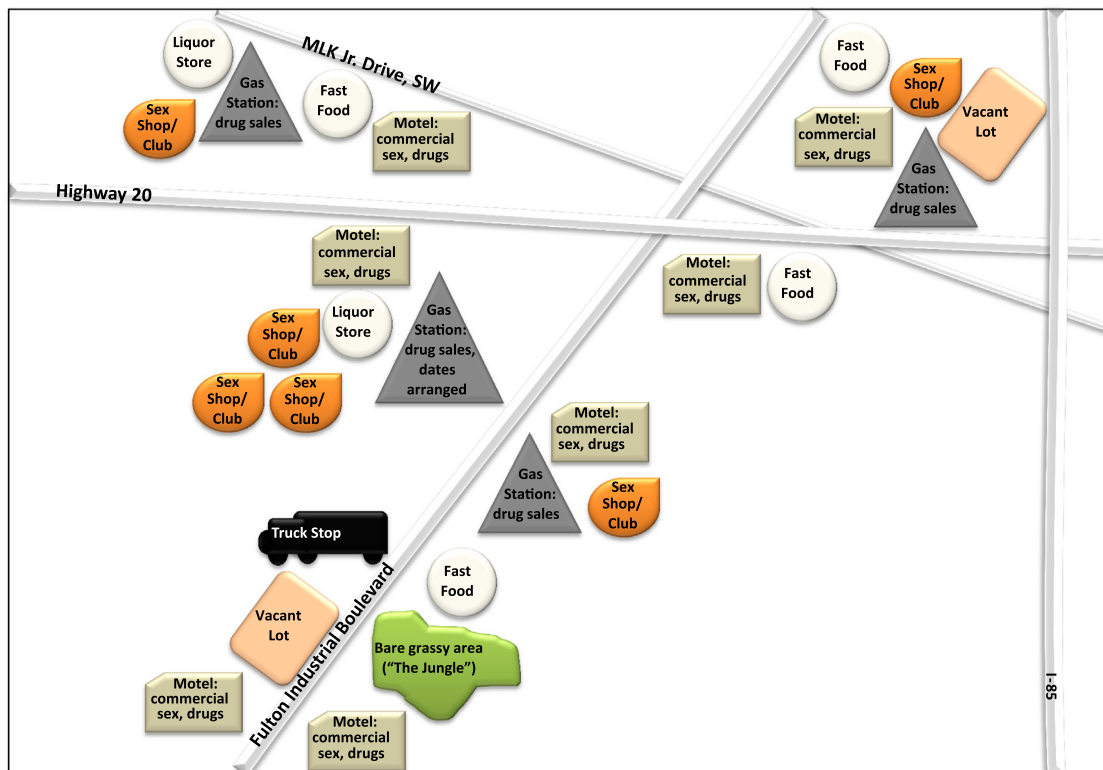 Liquor
Store
Gas
Station:
drug sales
Sex
Shop/
Club
Fast
Food
Motel:
commercial
sex, drugs
MLK Jr. Drive, SW
Fast
Food
Sex
Shop/
Club
Vacant
Lot
Motel:
commercial
sex, drugs
Gas
Station:
drug sales
Highway 20
Motel:
commercial
sex, drugs
Liquor
Store
Sex
Shop/
Club
Sex
Shop/
Club
Sex
Shop/
Club
Gas
Station:
drug sales,
dates
arranged
Motel:
commercial
sex, drugs
Fast
Food
Motel:
commercial
sex, drugs
Gas
Station:
drug sales
Sex
Shop/
Club
Truck Stop
Fast
Food
Vacant
Lot
Fulton Industrial Boulevard
Bare grassy area
(“The Jungle”)
Motel:
commercial
sex, drugs
Motel:
commercial
sex, drugs
I-85